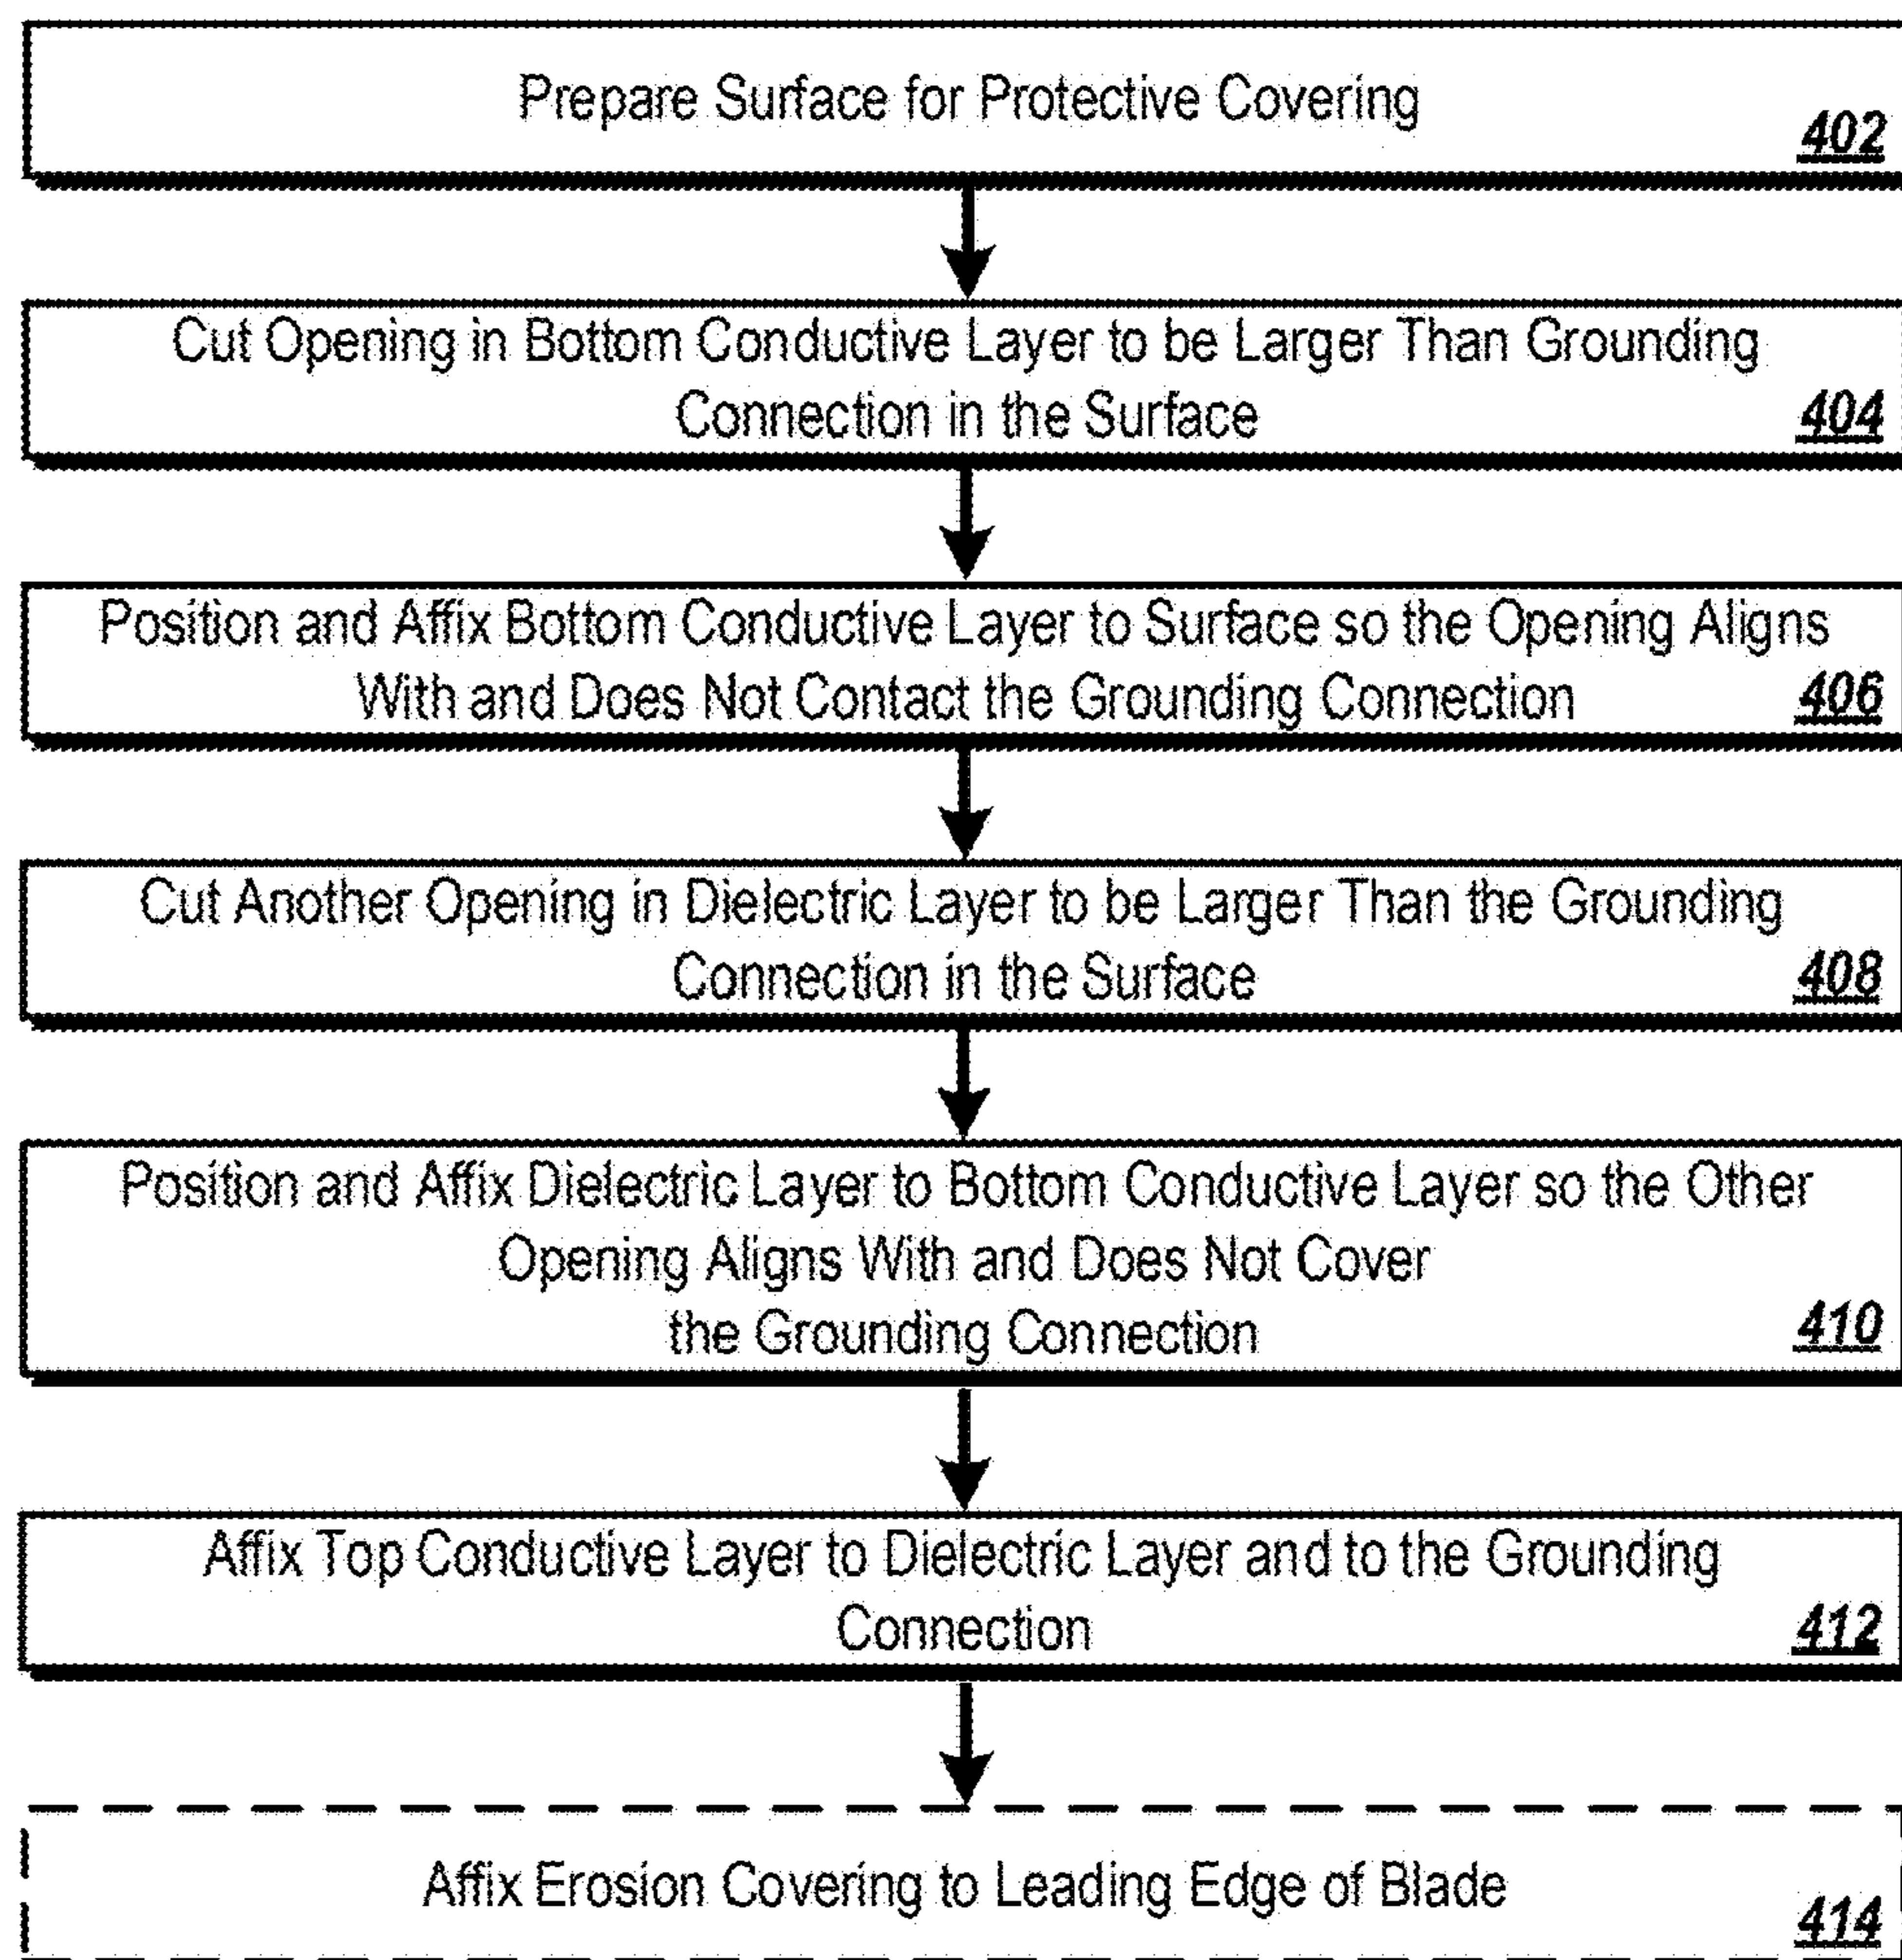 Prepare Surface for Protective Covering
402
Cut Opening in Bottom Conductive Layer to be Larger Than Grounding
Connection in the Surface
404
Position and Affix Bottom Conductive Layer to Surface so the Opening Aligns
With and Does Not Contact the Grounding Connection
406
Cut Another Opening in Dielectric Layer to be Larger Than the Grounding
Connection in the Surface
408
Position and Affix Dielectric Layer to Bottom Conductive Layer so the Other
Opening Aligns With and Does Not Cover
the Grounding Connection
410
Affix Top Conductive Layer to Dielectric Layer and to the Grounding
Connection
412
Affix Erosion Covering to Leading Edge of Blade
414